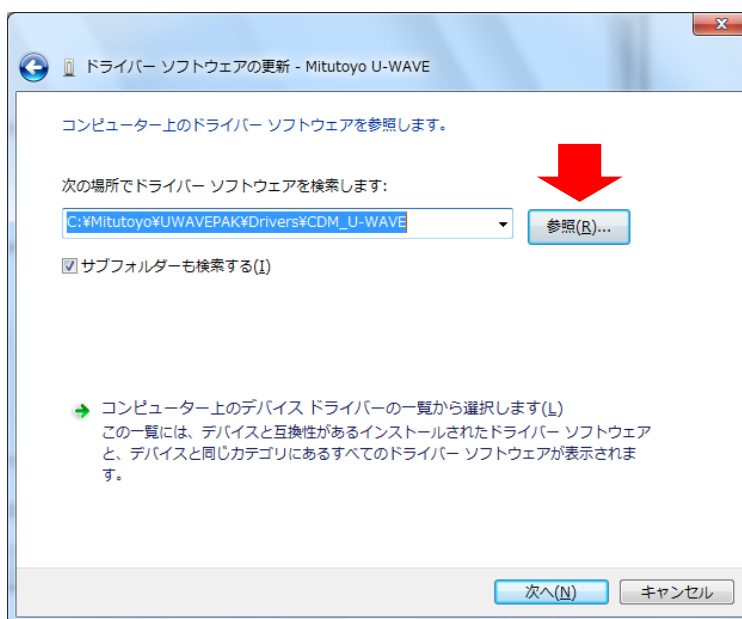 ドライバー ソフトウェアの更新 - Mitutoyo U-WAVE
コンピューター上のドライバー ソフトウェアを参照します。
次の場所でドライバー ソフトウェアを検索します:
C:¥Mitutoyo¥UWAVEPAK¥Drivers¥CDM_U-WAVE
参照(R)...
サブフォルダーも検索する(I)
コンピューター上のデバイス ドライバーの一覧から選択します(L)
この一覧には、デバイスと互換性があるインストールされたドライバー ソフトウェア
と、デバイスと同じカテゴリにあるすべてのドライバー ソフトウェアが表示されま
す。
次へ(N)
キャンセル